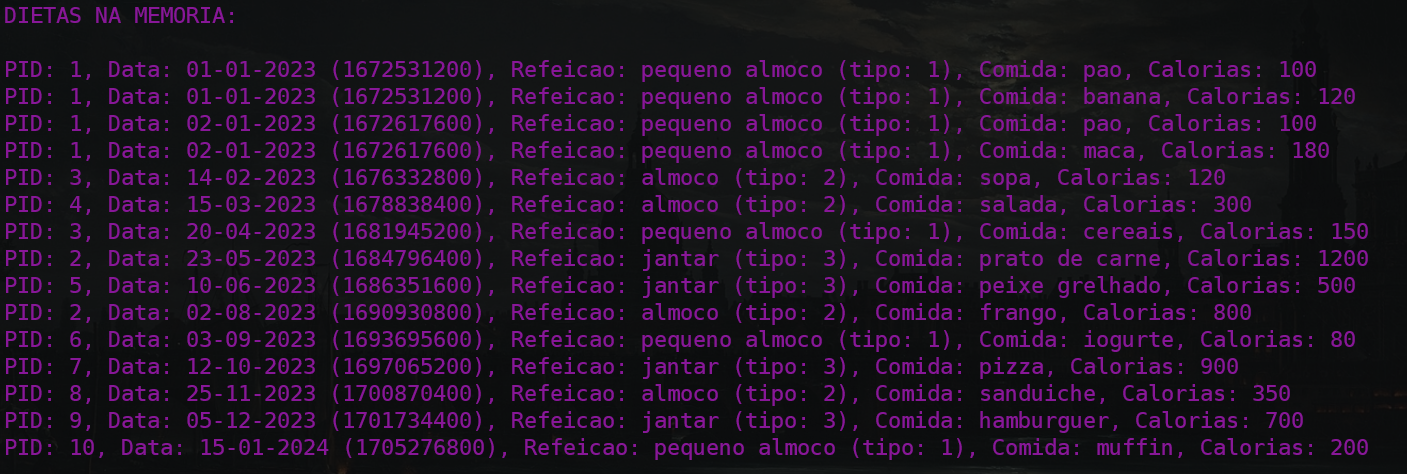 DIETAS NA MEMORIA:
PID: 1, Data: 01-01-2023 (1672531200), Refeicao: pequeno almoco (tipo: 1), Comida: pao, Calorias: 100
PID: 1, Data: 01-01-2023 (1672531200), Refeicao: pequeno almoco (tipo: 1), Comida: banana, Calorias: 120
PID: 1, Data: 02-01-2023 (1672617600), Refeicao: pequeno almoco (tipo: 1), Comida: pao, Calorias: 100
PID: 1, Data: 02-01-2023 (1672617600), Refeicao: pequeno almoco (tipo: 1), Comida: maca, Calorias: 180
PID: 3, Data: 14-02-2023 (1676332800), Refeicao: almoco (tipo: 2), Comida: sopa, Calorias: 120
PID: 4, Data: 15-03-2023 (1678838400), Refeicao: almoco (tipo: 2), Comida: salada, Calorias: 300
PID: 3, Data: 20-04-2023 (1681945200), Refeicao: pequeno almoco (tipo: 1), Comida: cereais, Calorias: 150
PID: 2, Data: 23-05-2023 (1684796400), Refeicao: jantar (tipo: 3), Comida: prato de carne, Calorias: 1200
PID: 5, Data: 10-06-2023 (1686351600), Refeicao: jantar (tipo: 3), Comida: peixe grelhado, Calorias: 500
PID: 2, Data: 02-08-2023 (1690930800), Refeicao: almoco (tipo: 2), Comida: frango, Calorias: 800
PID: 6, Data: 03-09-2023 (1693695600), Refeicao: pequeno almoco (tipo: 1), Comida: iogurte, Calorias: 80
PID: 7, Data: 12-10-2023 (1697065200), Refeicao: jantar (tipo: 3), Comida: pizza, Calorias: 900
PID: 8, Data: 25-11-2023 (1700870400), Refeicao: almoco (tipo: 2), Comida: sanduiche, Calorias: 350
PID: 9, Data: 05-12-2023 (1701734400), Refeicao: jantar (tipo: 3), Comida: hamburguer, Calorias: 700
PID: 10, Data: 15-01-2024 (1705276800), Refeicao: pequeno almoco (tipo: 1), Comida: muffin, Calorias: 200